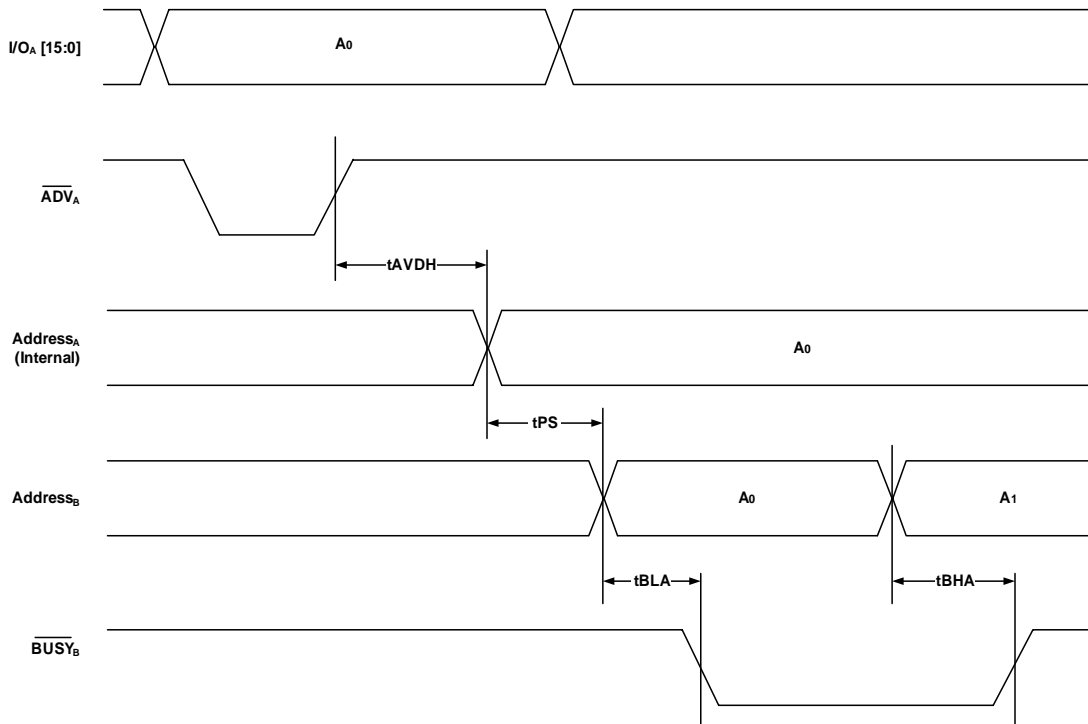 I/OA [15:0]
A0
ADVA
tAVDH
AddressA
(Internal)
A0
tPS
AddressB
A0
A1
tBLA
tBHA
BUSYB